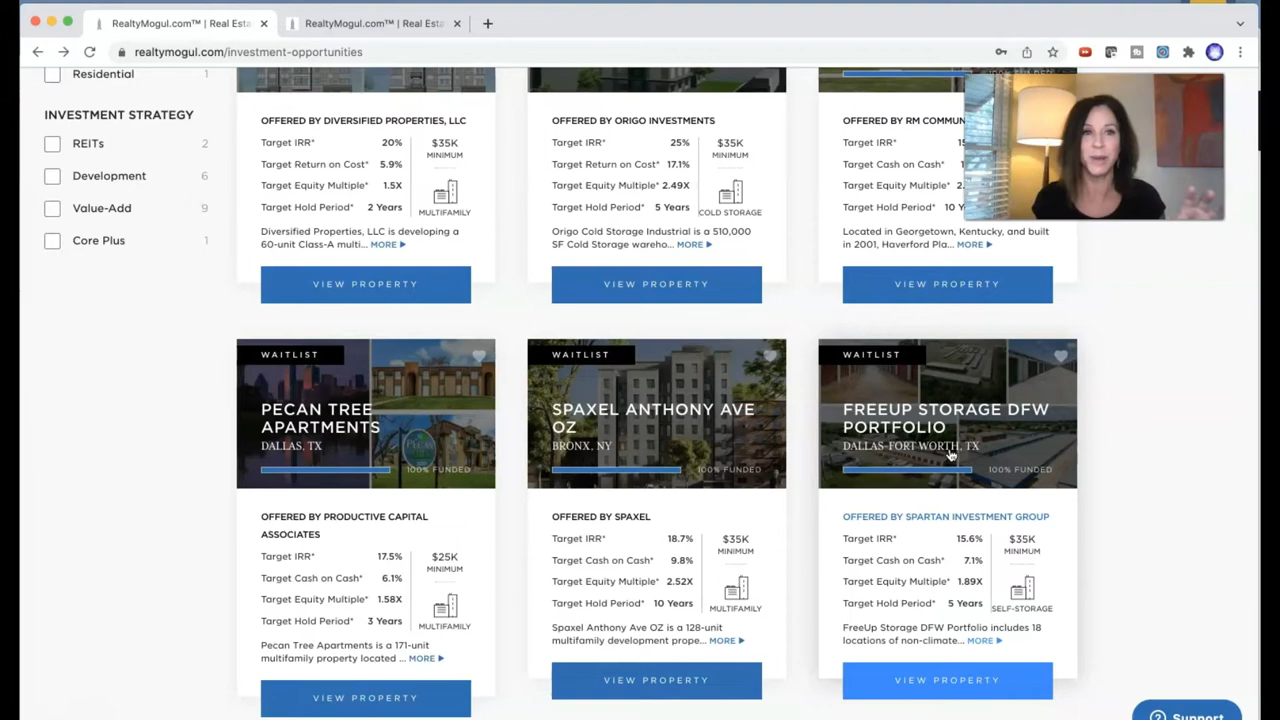 RealtyMogul.com™ | Real Esta
RealtyMogul.com™ | Real Esta
realtymogul.com/investment-opportunities
Residential 1
INVESTMENT STRATEGY
REITs 2
Development 6
Value-Add 9
Core Plus 1
OFFERED BY DIVERSIFIED PROPERTIES, LLC
Target IRR* 20%
Target Return on Cost* 5.9%
Target Equity Multiple* 1.5X
Target Hold Period* 2 Years
$35K
MINIMUM
MULTIFAMILY
Diversified Properties, LLC is developing a
60-unit Class-A multi... MORE ▶
VIEW PROPERTY
OFFERED BY ORIGO INVESTMENTS
Target IRR* 25%
Target Return on Cost* 17.1%
Target Equity Multiple* 2.49X
Target Hold Period* 5 Years
$35K
MINIMUM
COLD STORAGE
Origo Cold Storage Industrial is a 510,000
SF Cold Storage wareho... MORE ▶
VIEW PROPERTY
OFFERED BY RM COMMUN
Target IRR* 15
Target Cash on Cash* 
Target Equity Multiple* 2.
Target Hold Period* 10 Y
Located in Georgetown, Kentucky, and built
in 2001, Haverford Pla... MORE ▶
VIEW PROPERTY
WAITLIST
PECAN TREE
APARTMENTS
DALLAS, TX
100% FUNDED
OFFERED BY PRODUCTIVE CAPITAL
ASSOCIATES
Target IRR* 17.5%
Target Cash on Cash* 6.1%
Target Equity Multiple* 1.58X
Target Hold Period* 3 Years
$25K
MINIMUM
MULTIFAMILY
Pecan Tree Apartments is a 171-unit
multifamily property located ... MORE ▶
VIEW PROPERTY
WAITLIST
SPAXEL ANTHONY AVE
OZ
BRONX, NY
100% FUNDED
OFFERED BY SPAXEL
Target IRR* 18.7%
Target Cash on Cash* 9.8%
Target Equity Multiple* 2.52X
Target Hold Period* 10 Years
$35K
MINIMUM
MULTIFAMILY
Spaxel Anthony Ave OZ is a 128-unit
multifamily development prope... MORE ▶
VIEW PROPERTY
WAITLIST
FREEUP STORAGE DFW
PORTFOLIO
DALLAS-FORT WORTH, TX
100% FUNDED
OFFERED BY SPARTAN INVESTMENT GROUP
Target IRR* 15.6%
Target Cash on Cash* 7.1%
Target Equity Multiple* 1.89X
Target Hold Period* 5 Years
$35K
MINIMUM
SELF-STORAGE
FreeUp Storage DFW Portfolio includes 18
locations of non-climate... MORE ▶
VIEW PROPERTY
Support